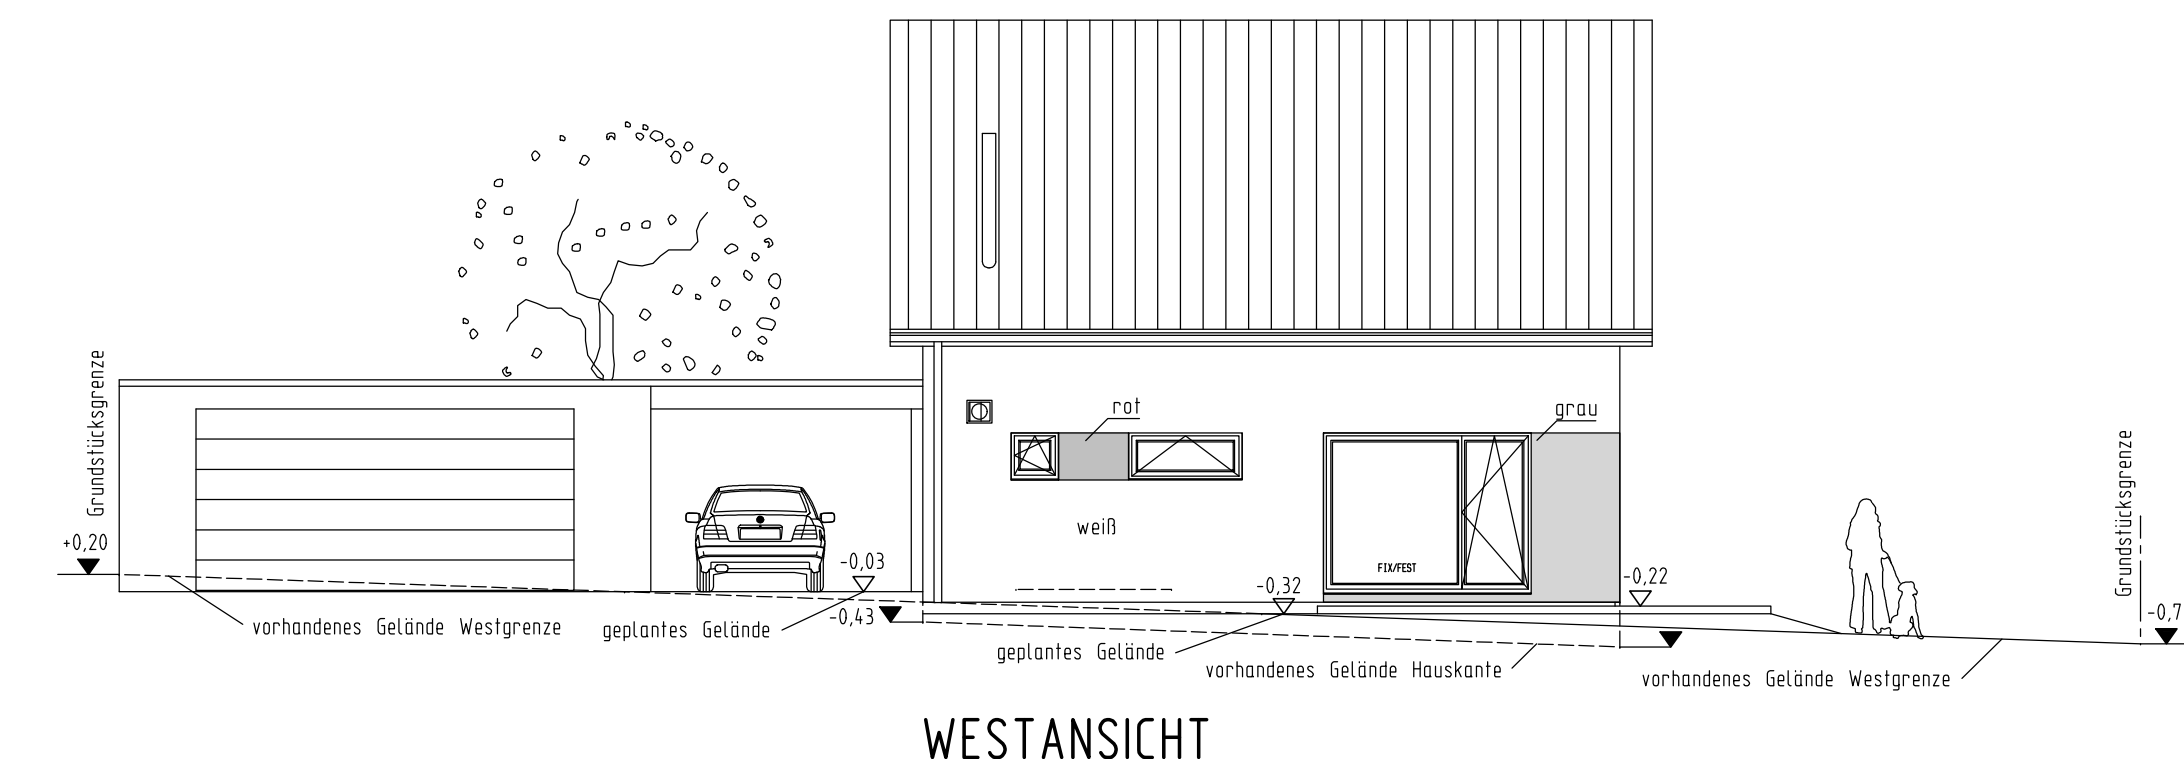 rot
grau
Grundstücksgrenze
Grundstücksgrenze
weiß
+0,20
-0,03
FIX/FEST
-0,22
-0,32
-0,43
-0,7
vorhandenes Gelände Westgrenze
geplantes Gelände
geplantes Gelände
vorhandenes Gelände Hauskante
vorhandenes Gelände Westgrenze
WESTANSICHT